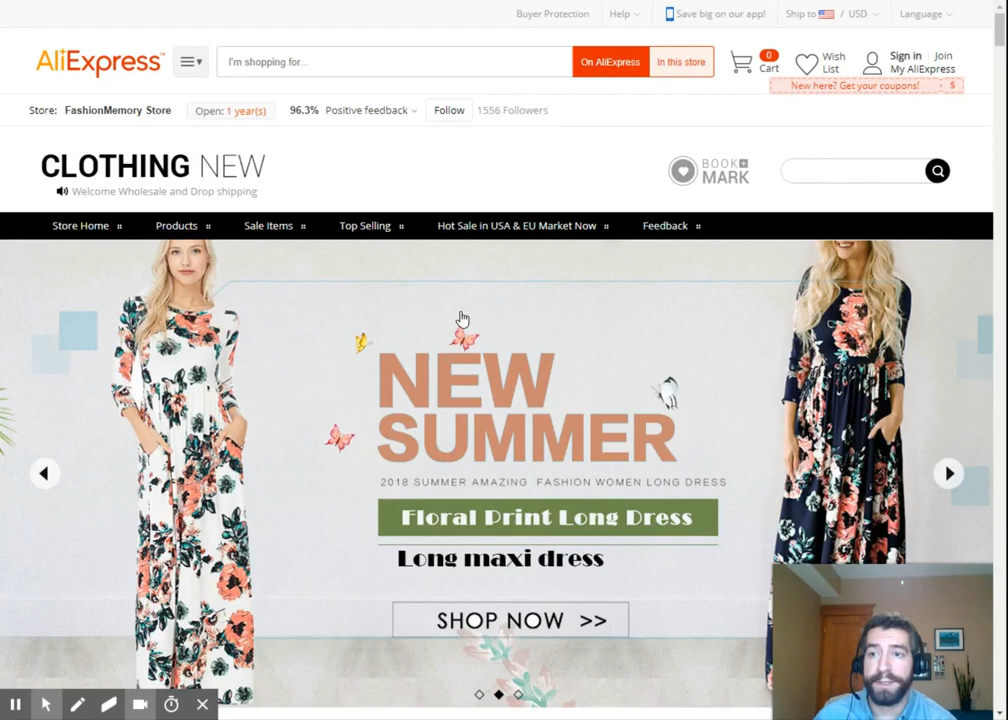 Buyer Protection Help Save big on our app! Ship to / USD Language
AliExpress™ I'm shopping for... On AliExpress In this store 0 Cart Wish List Sign in Join My AliExpress
New here? Get your coupons! $
Store: FashionMemory Store Open: 1 year(s) 96.3% Positive feedback Follow 1556 Followers
CLOTHING NEW
Welcome Wholesale and Drop shipping
BOOK MARK
Store Home Products Sale Items Top Selling Hot Sale in USA & EU Market Now Feedback
NEW
SUMMER
2018 SUMMER AMAZING FASHION WOMEN LONG DRESS
Floral Print Long Dress
Long maxi dress
SHOP NOW >>